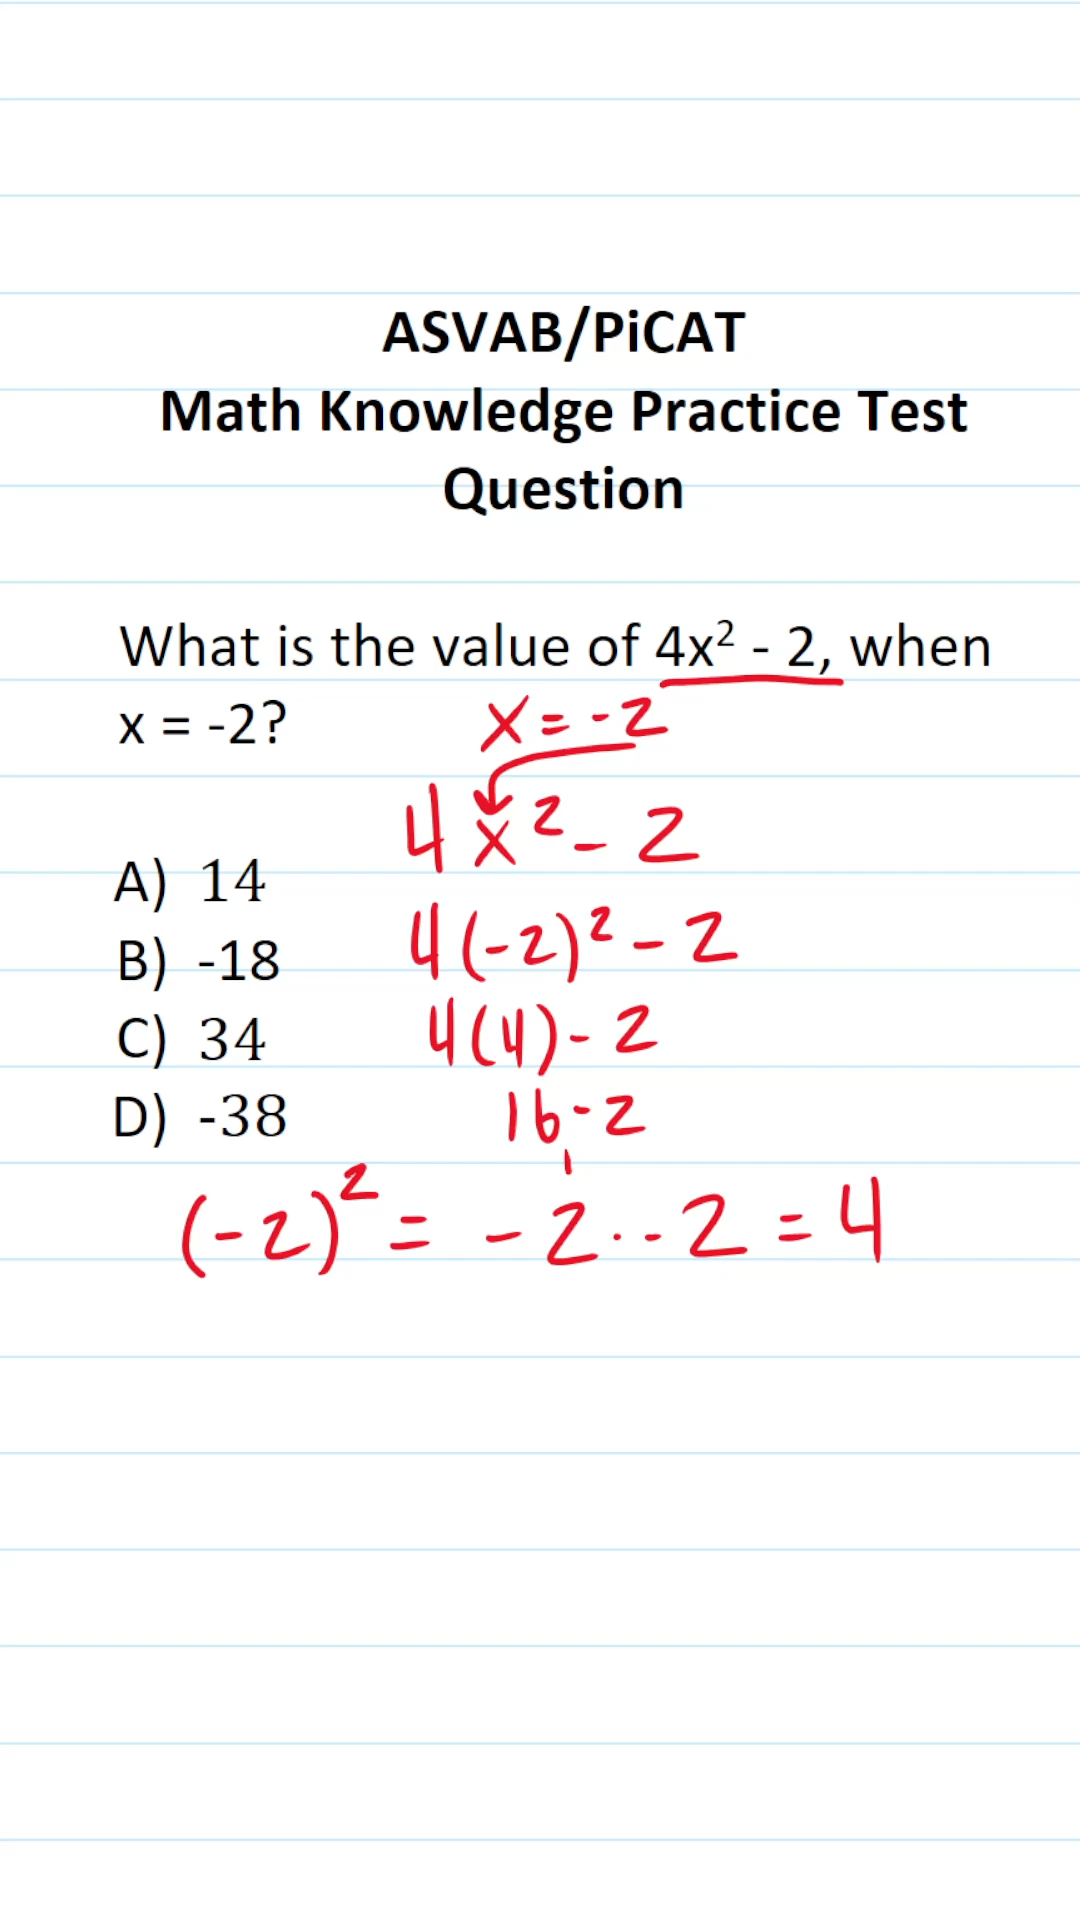 ASVAB/PiCAT
Math Knowledge Practice Test
Question
What is the value of 4x² - 2, when
x = -2?
x = -2
4x² - 2
A) 14
4(-2)² - 2
B) -18
4(4) - 2
C) 34
16 - 2
D) -38
(-2)² = -2 · -2 = 4